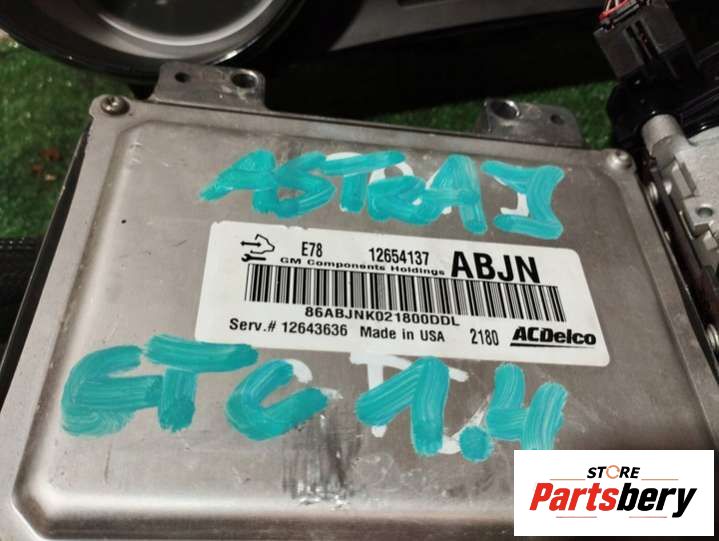 ASTRA J
E78 12654137 ABJN
GM Components Holdings
86ABJNK021800DDL
Serv.# 12643636 Made in USA 2180 ACDelco
GTC 1.4
STORE
Partsbery